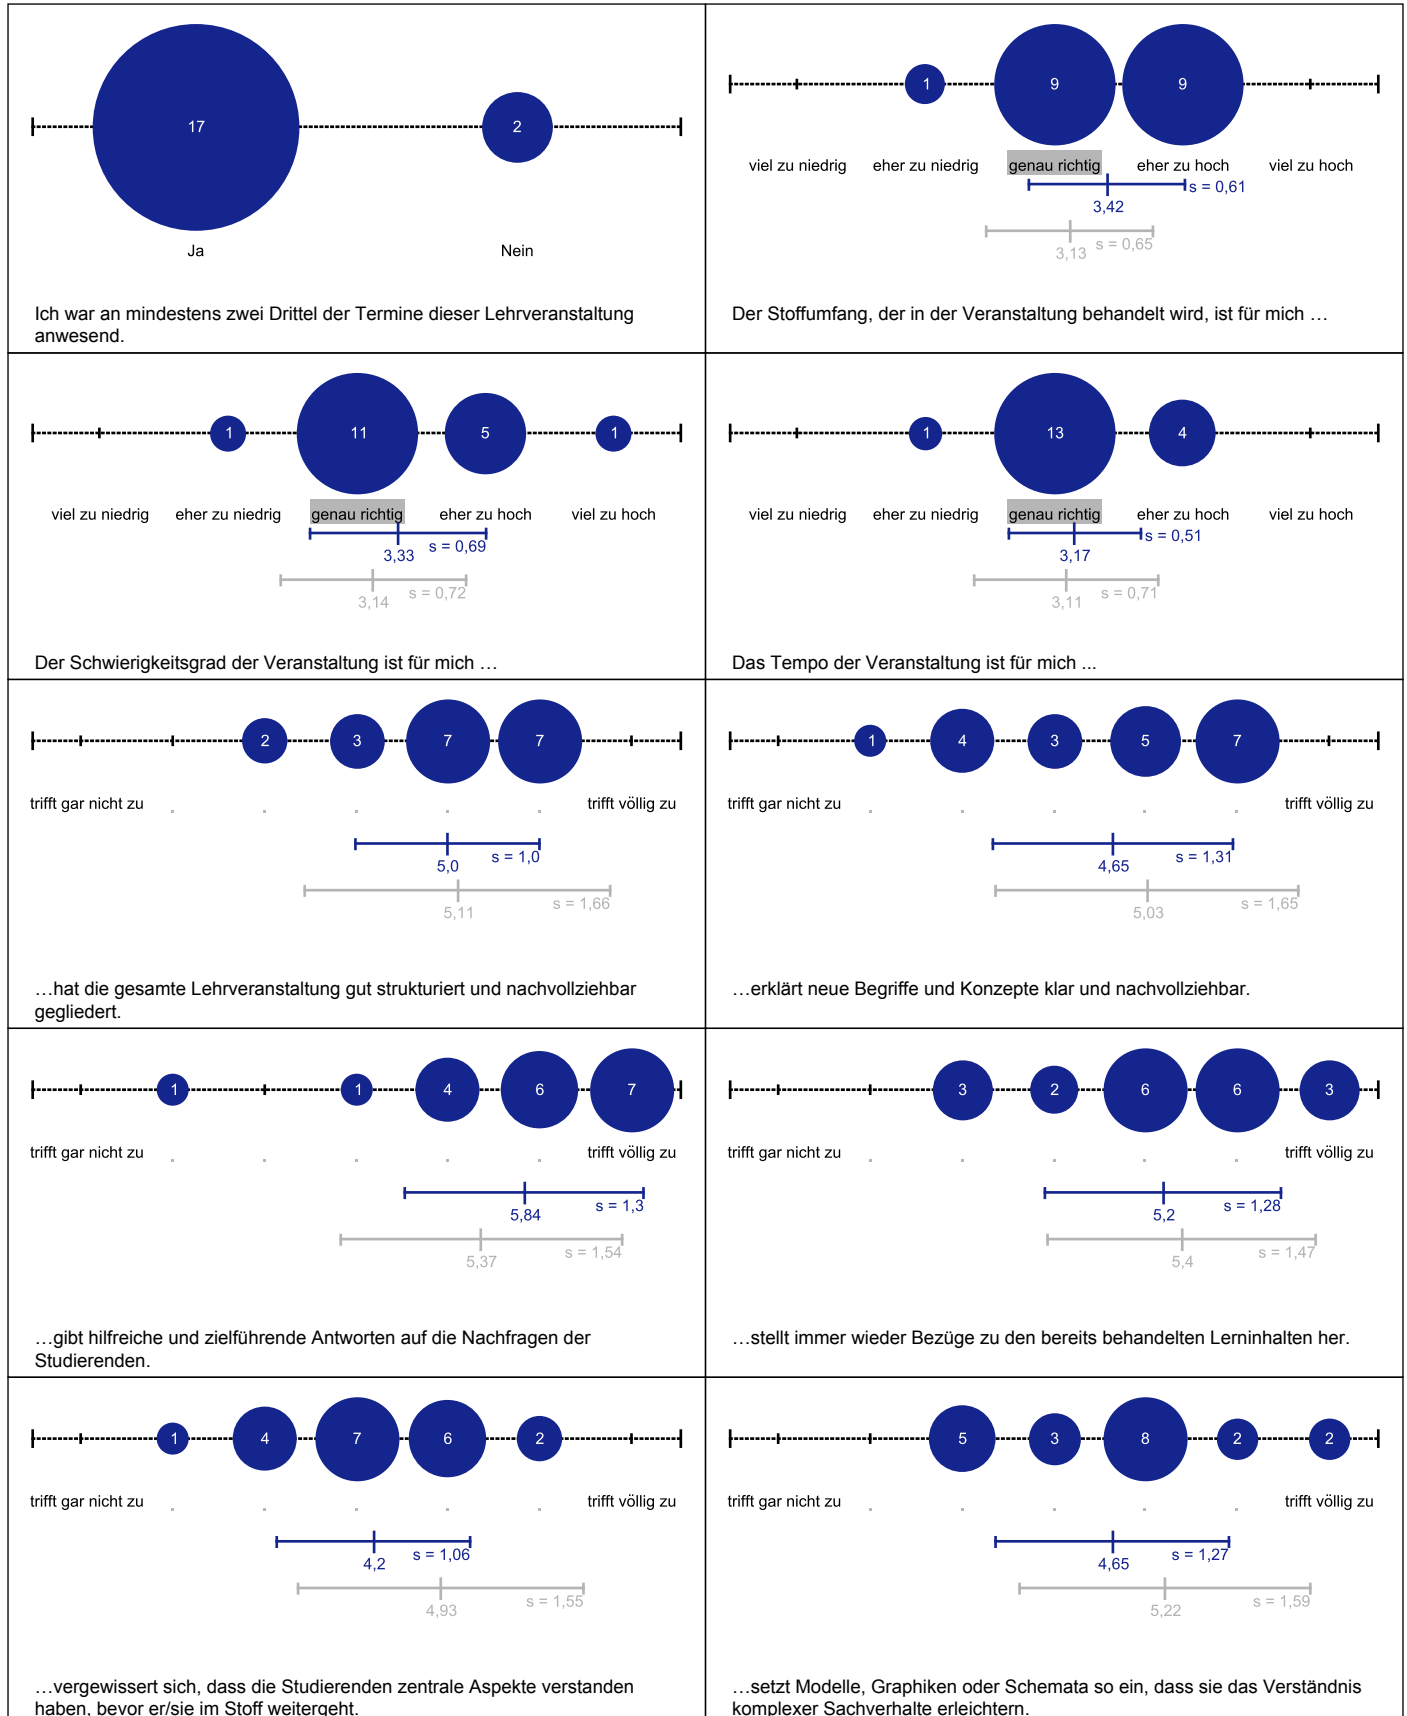 17
2
Ja
Nein
Ich war an mindestens zwei Drittel der Termine dieser Lehrveranstaltung
anwesend.
1
9
9
viel zu niedrig
eher zu niedrig
genau richtig
eher zu hoch
viel zu hoch
s = 0,61
3,42
s = 0,65
3,13
Der Stoffumfang, der in der Veranstaltung behandelt wird, ist für mich …
1
11
5
1
viel zu niedrig
eher zu niedrig
genau richtig
eher zu hoch
viel zu hoch
s = 0,69
3,33
s = 0,72
3,14
Der Schwierigkeitsgrad der Veranstaltung ist für mich …
1
13
4
viel zu niedrig
eher zu niedrig
genau richtig
eher zu hoch
viel zu hoch
s = 0,51
3,17
s = 0,71
3,11
Das Tempo der Veranstaltung ist für mich ...
2
3
7
7
trifft gar nicht zu
trifft völlig zu
s = 1,0
5,0
s = 1,66
5,11
…hat die gesamte Lehrveranstaltung gut strukturiert und nachvollziehbar
gegliedert.
1
4
3
5
7
trifft gar nicht zu
trifft völlig zu
s = 1,31
4,65
s = 1,65
5,03
…erklärt neue Begriffe und Konzepte klar und nachvollziehbar.
1
1
4
6
7
trifft gar nicht zu
trifft völlig zu
s = 1,3
5,84
s = 1,54
5,37
…gibt hilfreiche und zielführende Antworten auf die Nachfragen der
Studierenden.
3
2
6
6
3
trifft gar nicht zu
trifft völlig zu
s = 1,28
5,2
s = 1,47
5,4
…stellt immer wieder Bezüge zu den bereits behandelten Lerninhalten her.
1
4
7
6
2
trifft gar nicht zu
trifft völlig zu
s = 1,06
4,2
s = 1,55
4,93
…vergewissert sich, dass die Studierenden zentrale Aspekte verstanden
haben, bevor er/sie im Stoff weitergeht.
5
3
8
2
2
trifft gar nicht zu
trifft völlig zu
s = 1,27
4,65
s = 1,59
5,22
…setzt Modelle, Graphiken oder Schemata so ein, dass sie das Verständnis
komplexer Sachverhalte erleichtern.